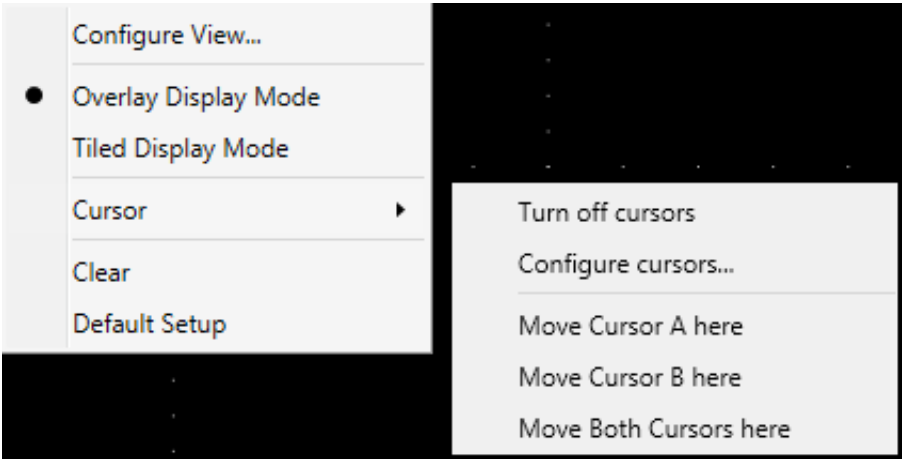 Configure View...
Overlay Display Mode
Tiled Display Mode
Cursor
Clear
Default Setup
Turn off cursors
Configure cursors...
Move Cursor A here
Move Cursor B here
Move Both Cursors here